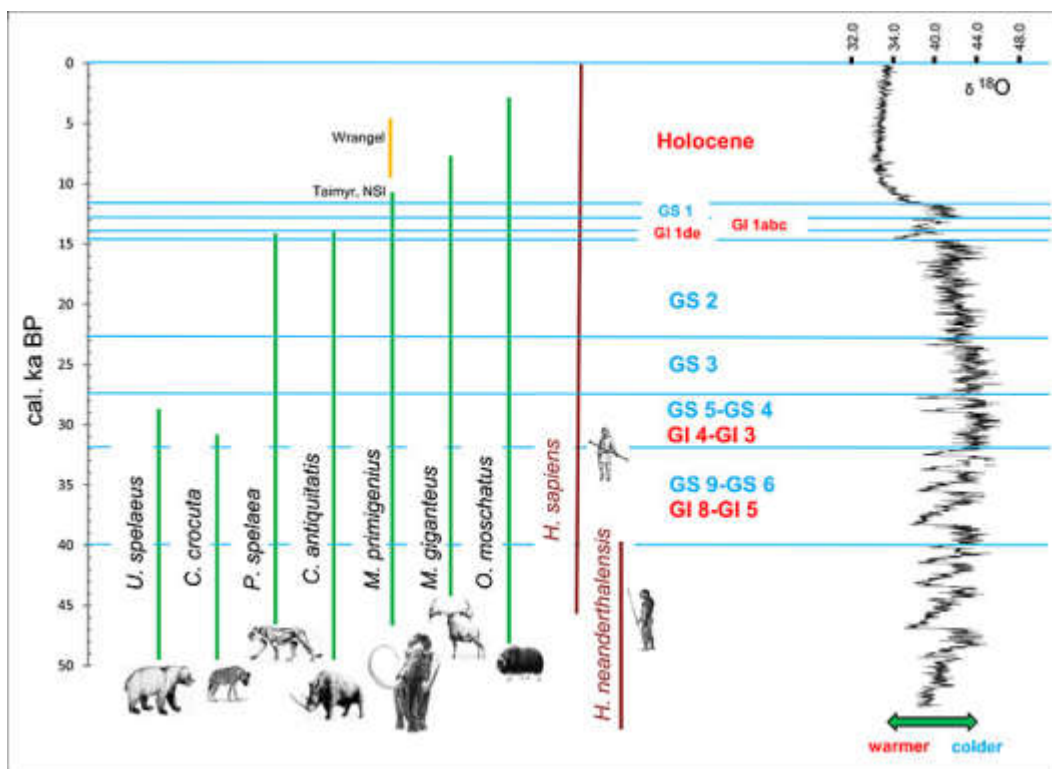 32.0
34.0
40.0
44.0
48.0
δ 18O
cal. ka BP
0
5
10
15
20
25
30
35
40
45
50
Wrangel
Taimyr, NSI
Holocene
GS 1
GI 1abc
GI 1de
GS 2
GS 3
GS 5-GS 4
GI 4-GI 3
GS 9-GS 6
GI 8-GI 5
U. spelaeus
C. crocuta
P. spelaea
C. antiquitatis
M. primigenius
M. giganteus
O. moschatus
H. sapiens
H. neanderthalensis
warmer
colder